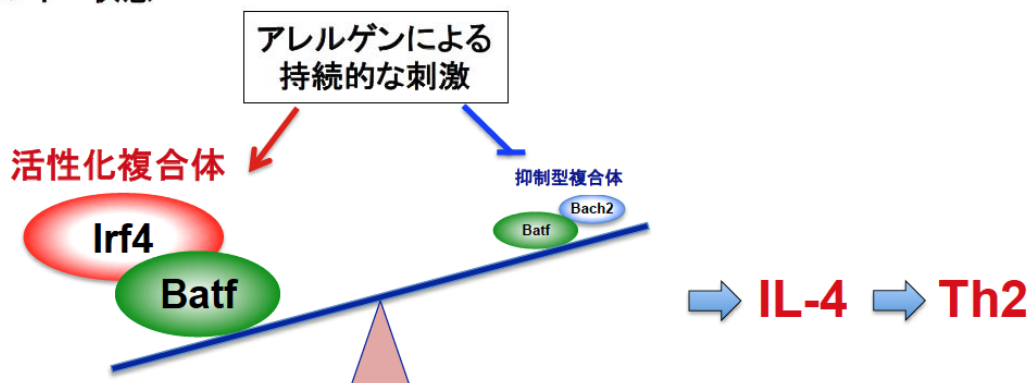 アレルゲンによる
持続的な刺激
活性化複合体
抑制型複合体
Irf4
Batf
Batf
Bach2
IL-4
Th2